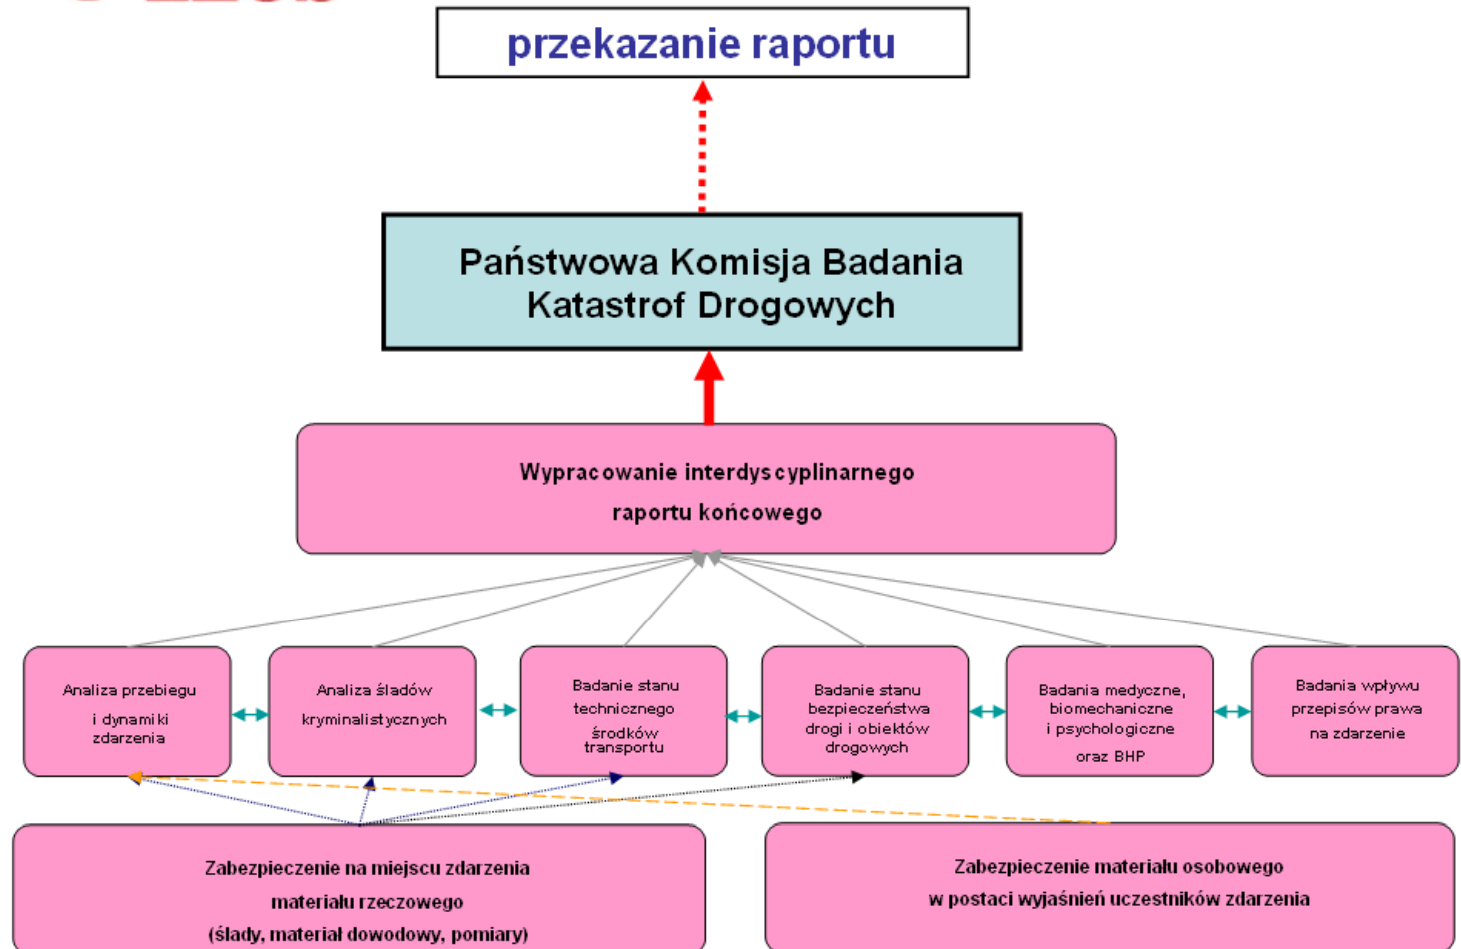 przekazanie raportu
Państwowa Komisja Badania
Katastrof Drogowych
Wypracowanie interdyscyplinarnego
raportu końcowego
Analiza przebiegu
i dynamiki
zdarzenia
Analiza śladów
kryminalistycznych
Badanie stanu
technicznego
środków
transportu
Badanie stanu
bezpieczeństwa
drogi i obiektów
drogowych
Badania medyczne,
biomechaniczne
i psychologiczne
oraz BHP
Badania wpływu
przepisów prawa
na zdarzenie
Zabezpieczenie na miejscu zdarzenia
materiału rzeczowego
(ślady, materiał dowodowy, pomiary)
Zabezpieczenie materiału osobowego
w postaci wyjaśnień uczestników zdarzenia